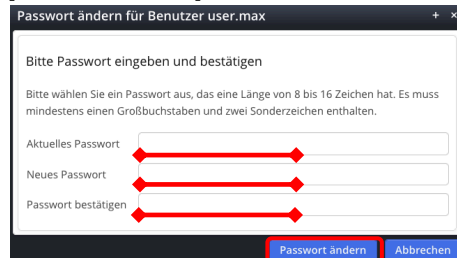 Passwort ändern für Benutzer user.max
Bitte Passwort eingeben und bestätigen
Bitte wählen Sie ein Passwort aus, das eine Länge von 8 bis 16 Zeichen hat. Es muss
mindestens einen Großbuchstaben und zwei Sonderzeichen enthalten.
Aktuelles Passwort
Neues Passwort
Passwort bestätigen
Passwort ändern Abbrechen